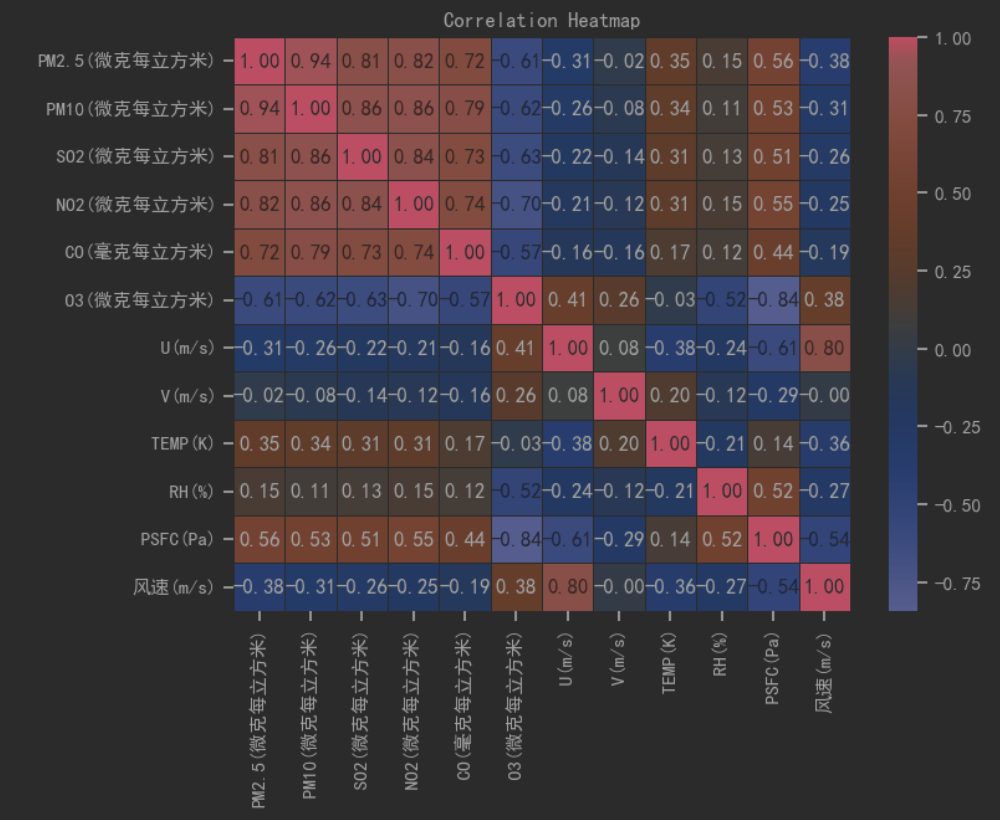 Correlation Heatmap
PM2.5(微克每立方米) 1.00 0.94 0.81 0.82 0.72 -0.61 -0.31 -0.02 0.35 0.15 0.56 -0.38
PM10(微克每立方米) 0.94 1.00 0.86 0.86 0.79 -0.62 -0.26 -0.08 0.34 0.11 0.53 -0.31
SO2(微克每立方米) 0.81 0.86 1.00 0.84 0.73 -0.63 -0.22 -0.14 0.31 0.13 0.51 -0.26
NO2(微克每立方米) 0.82 0.86 0.84 1.00 0.74 -0.70 -0.21 -0.12 0.31 0.15 0.55 -0.25
CO(毫克每立方米) 0.72 0.79 0.73 0.74 1.00 -0.57 -0.16 -0.16 0.17 0.12 0.44 -0.19
O3(微克每立方米) -0.61 -0.62 -0.63 -0.70 -0.57 1.00 0.41 0.26 -0.03 -0.52 -0.84 0.38
U(m/s) -0.31 -0.26 -0.22 -0.21 -0.16 0.41 1.00 0.08 -0.38 -0.24 -0.61 0.80
V(m/s) -0.02 -0.08 -0.14 -0.12 -0.16 0.26 0.08 1.00 0.20 -0.12 -0.29 -0.00
TEMP(K) 0.35 0.34 0.31 0.31 0.17 -0.03 -0.38 0.20 1.00 -0.21 0.14 -0.36
RH(%) 0.15 0.11 0.13 0.15 0.12 -0.52 -0.24 -0.12 -0.21 1.00 0.52 -0.27
PSFC(Pa) 0.56 0.53 0.51 0.55 0.44 -0.84 -0.61 -0.29 0.14 0.52 1.00 -0.54
风速(m/s) -0.38 -0.31 -0.26 -0.25 -0.19 0.38 0.80 -0.00 -0.36 -0.27 -0.54 1.00
PM2.5(微克每立方米)
PM10(微克每立方米)
SO2(微克每立方米)
NO2(微克每立方米)
CO(毫克每立方米)
O3(微克每立方米)
U(m/s)
V(m/s)
TEMP(K)
RH(%)
PSFC(Pa)
风速(m/s)
1.00
0.75
0.50
0.25
0.00
-0.25
-0.50
-0.75